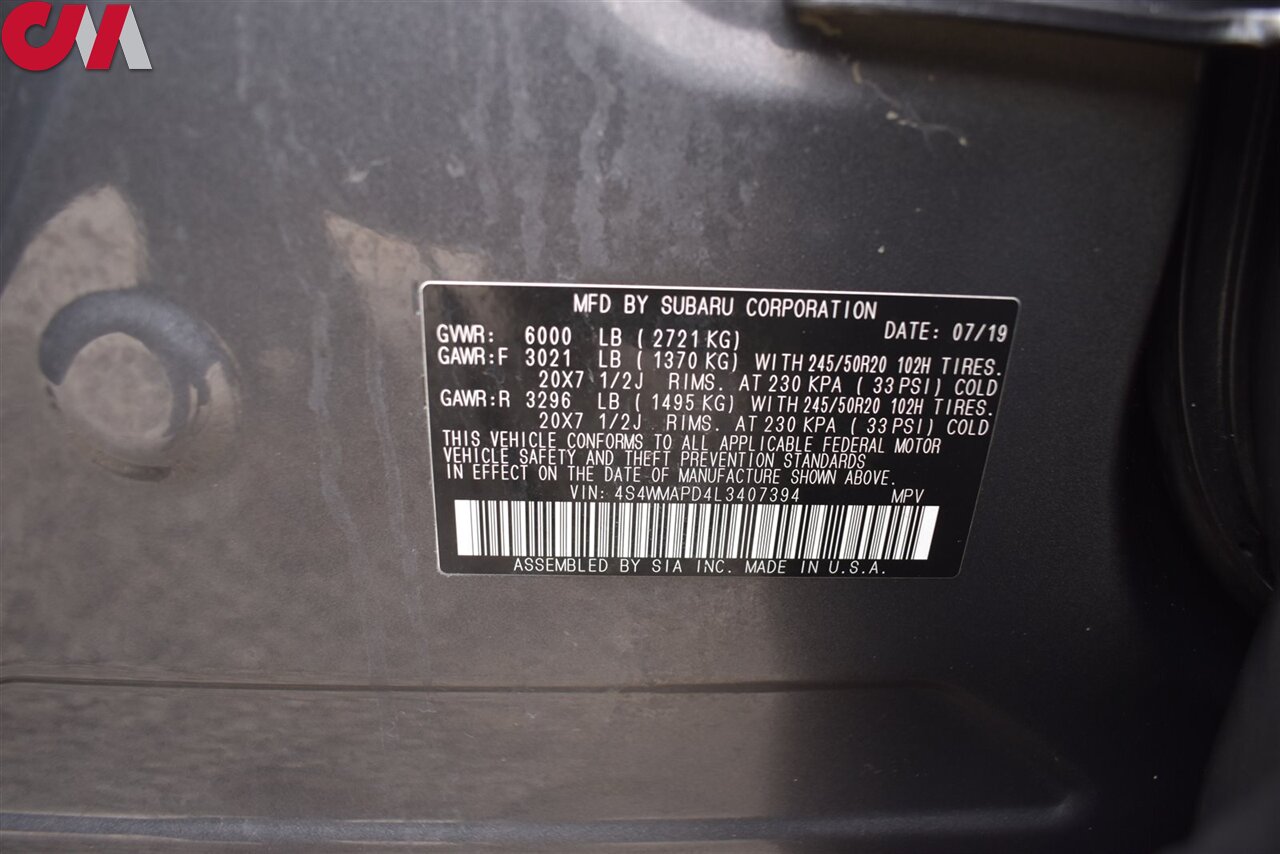 CM
MFD BY SUBARU CORPORATION
DATE: 07/19
GVWR: 6000 LB ( 2721 KG)
GAWR:F 3021 LB ( 1370 KG) WITH 245/50R20 102H TIRES.
20X7 1/2J RIMS. AT 230 KPA ( 33 PSI) COLD
GAWR:R 3296 LB ( 1495 KG) WITH 245/50R20 102H TIRES.
20X7 1/2J RIMS. AT 230 KPA ( 33 PSI) COLD
THIS VEHICLE CONFORMS TO ALL APPLICABLE FEDERAL MOTOR
VEHICLE SAFETY AND THEFT PREVENTION STANDARDS
IN EFFECT ON THE DATE OF MANUFACTURE SHOWN ABOVE.
VIN: 4S4WMAPD4L3407394 MPV
ASSEMBLED BY SIA INC. MADE IN U.S.A.